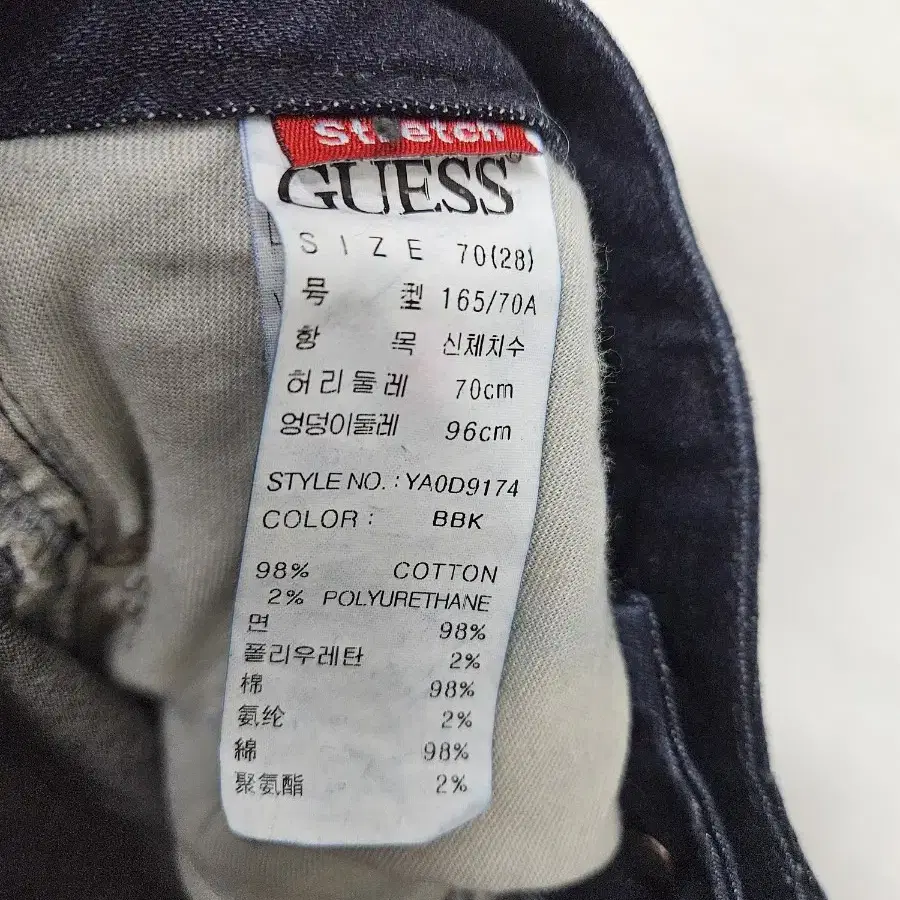 Stretch
GUESS®
SIZE 70(28)
号 型 165/70A
항 목 신체치수
허리둘레 70cm
엉덩이둘레 96cm
STYLE NO. : YA0D9174
COLOR : BBK
98% COTTON
2% POLYURETHANE
면 98%
폴리우레탄 2%
棉 98%
氨纶 2%
綿 98%
聚氨酯 2%